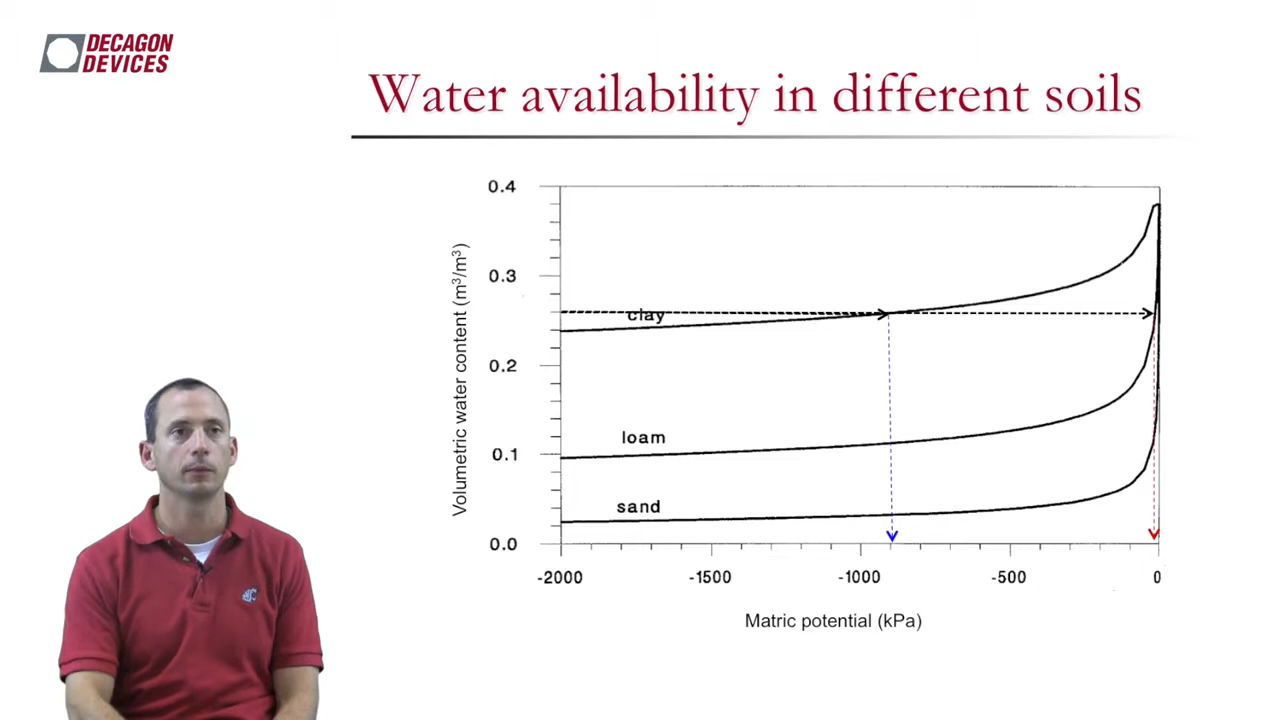 DECAGON
DEVICES
Water availability in different soils
Volumetric water content (m³/m³)
0.4
0.3
0.2
0.1
0.0
clay
loam
sand
-2000
-1500
-1000
-500
0
Matric potential (kPa)